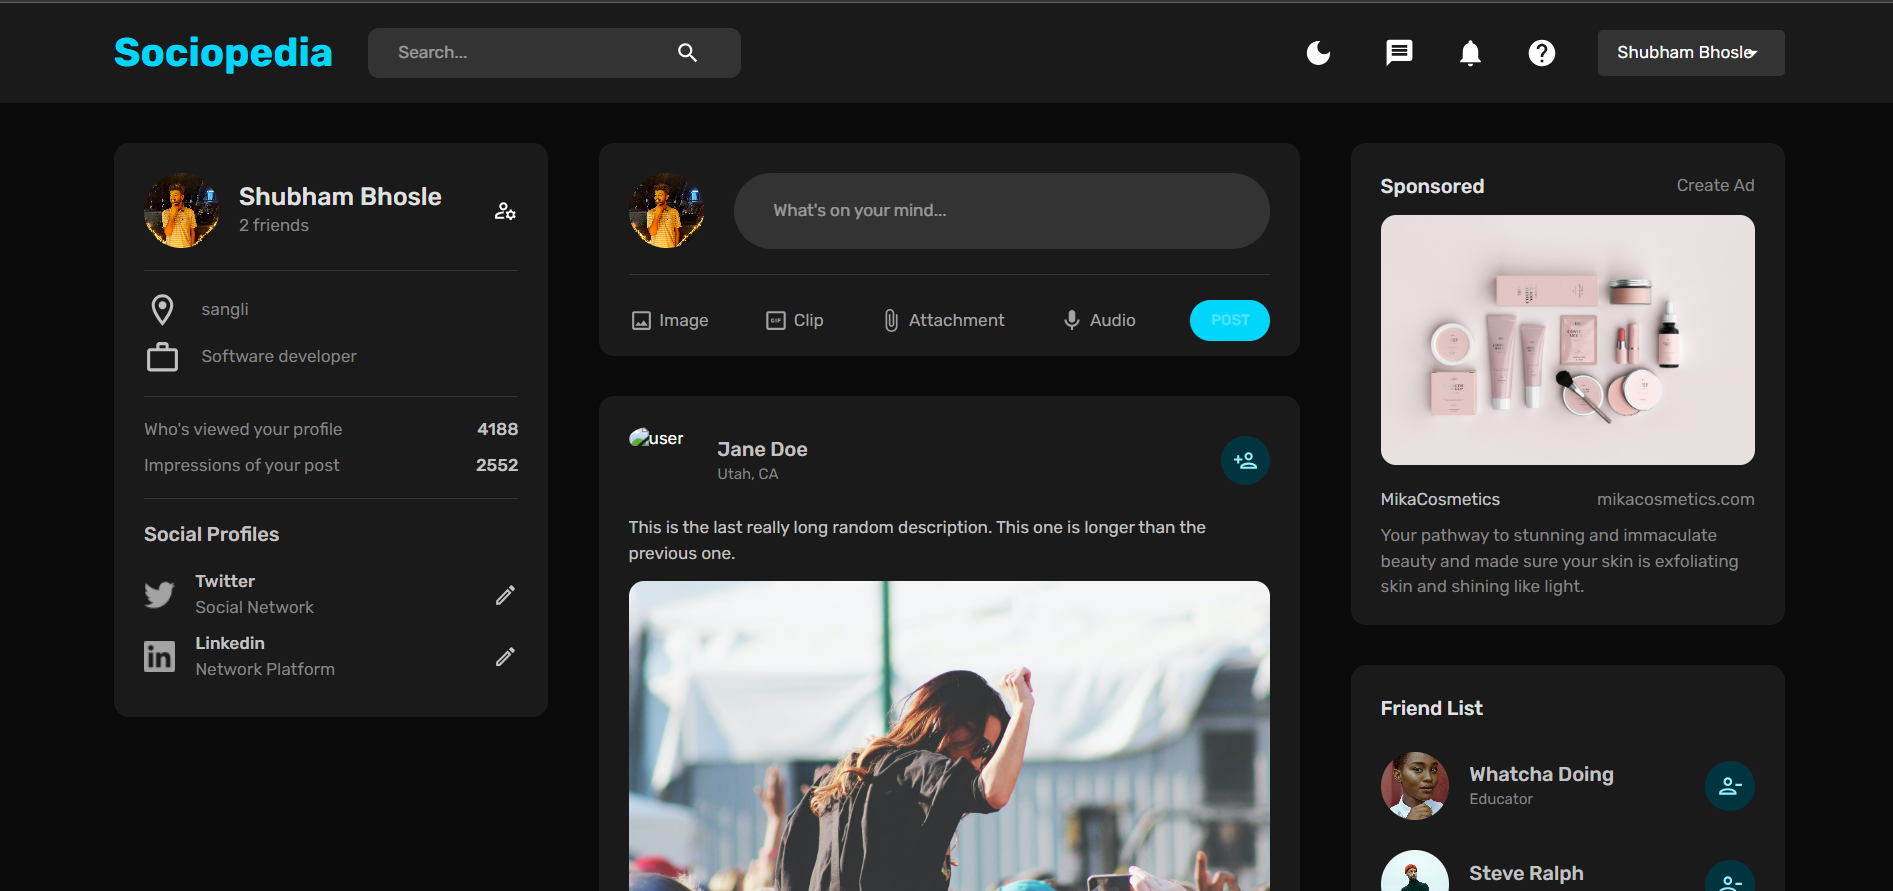 Sociopedia
Search...
Shubham Bhosle
Shubham Bhosle
2 friends
sangli
Software developer
Who's viewed your profile 4188
Impressions of your post 2552
Social Profiles
Twitter
Social Network
Linkedin
Network Platform
What's on your mind...
Image
GIF
Clip
Attachment
Audio
POST
user
Jane Doe
Utah, CA
This is the last really long random description. This one is longer than the
previous one.
Sponsored
Create Ad
MikaCosmetics
mikacosmetics.com
Your pathway to stunning and immaculate
beauty and made sure your skin is exfoliating
skin and shining like light.
Friend List
Whatcha Doing
Educator
Steve Ralph